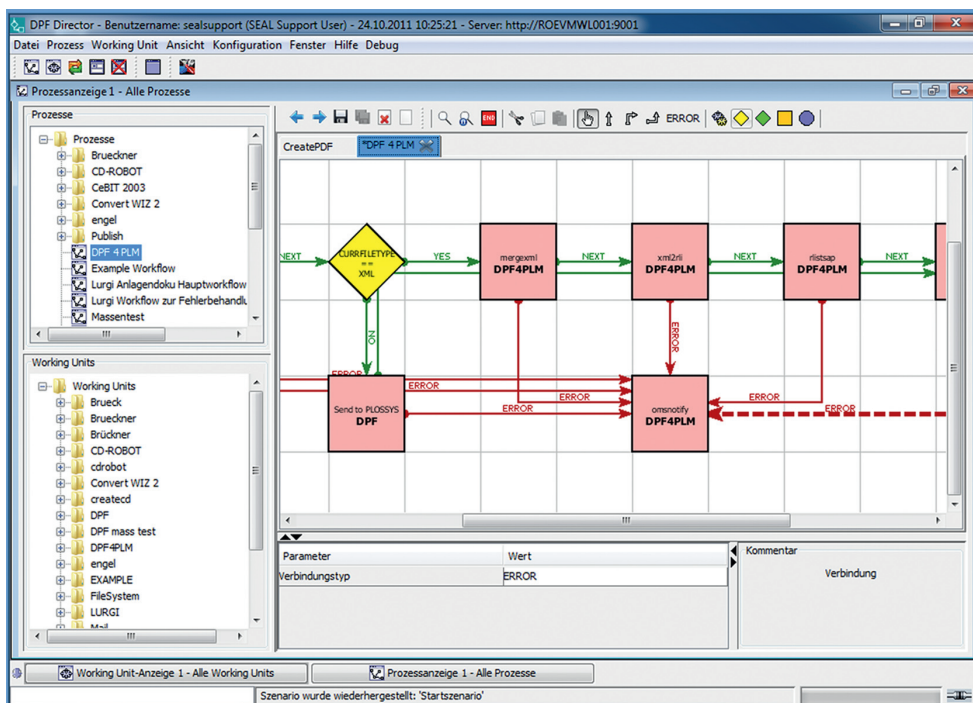 DPF Director - Benutzername: sealsupport (SEAL Support User) - 24.10.2011 10:25:21 - Server: http://ROEVMWL001:9001
Datei Prozess Working Unit Ansicht Konfiguration Fenster Hilfe Debug
Prozessanzeige 1 - Alle Prozesse
Prozesse
Prozesse
Brueckner
CD-ROBOT
CeBIT 2003
Convert WIZ 2
engel
Publish
DPF 4 PLM
Example Workflow
Lurgi Anlagendoku Hauptworkflow
Lurgi Workflow zur Fehlerbehandlu
Massentest
Working Units
Working Units
Brueck
Brueckner
Brückner
CD-ROBOT
cdrobot
Convert WIZ 2
createcd
DPF
DPF mass test
DPF4PLM
engel
EXAMPLE
FileSystem
LURGI
Mail
END
ERROR
CreatePDF
*DPF 4 PLM
NEXT
CURRFILETYPE
==
XML
YES
mergexml
DPF4PLM
NEXT
xml2rli
DPF4PLM
NEXT
rlistsap
DPF4PLM
NEXT
NO
ERROR
ERROR
ERROR
ERROR
ERROR
ERROR
ERROR
Send to PLOSSYS
DPF
omsnotify
DPF4PLM
Parameter
Wert
Verbindungstyp
ERROR
Kommentar
Verbindung
Working Unit-Anzeige 1 - Alle Working Units
Prozessanzeige 1 - Alle Prozesse
Szenario wurde wiederhergestellt: 'Startszenario'